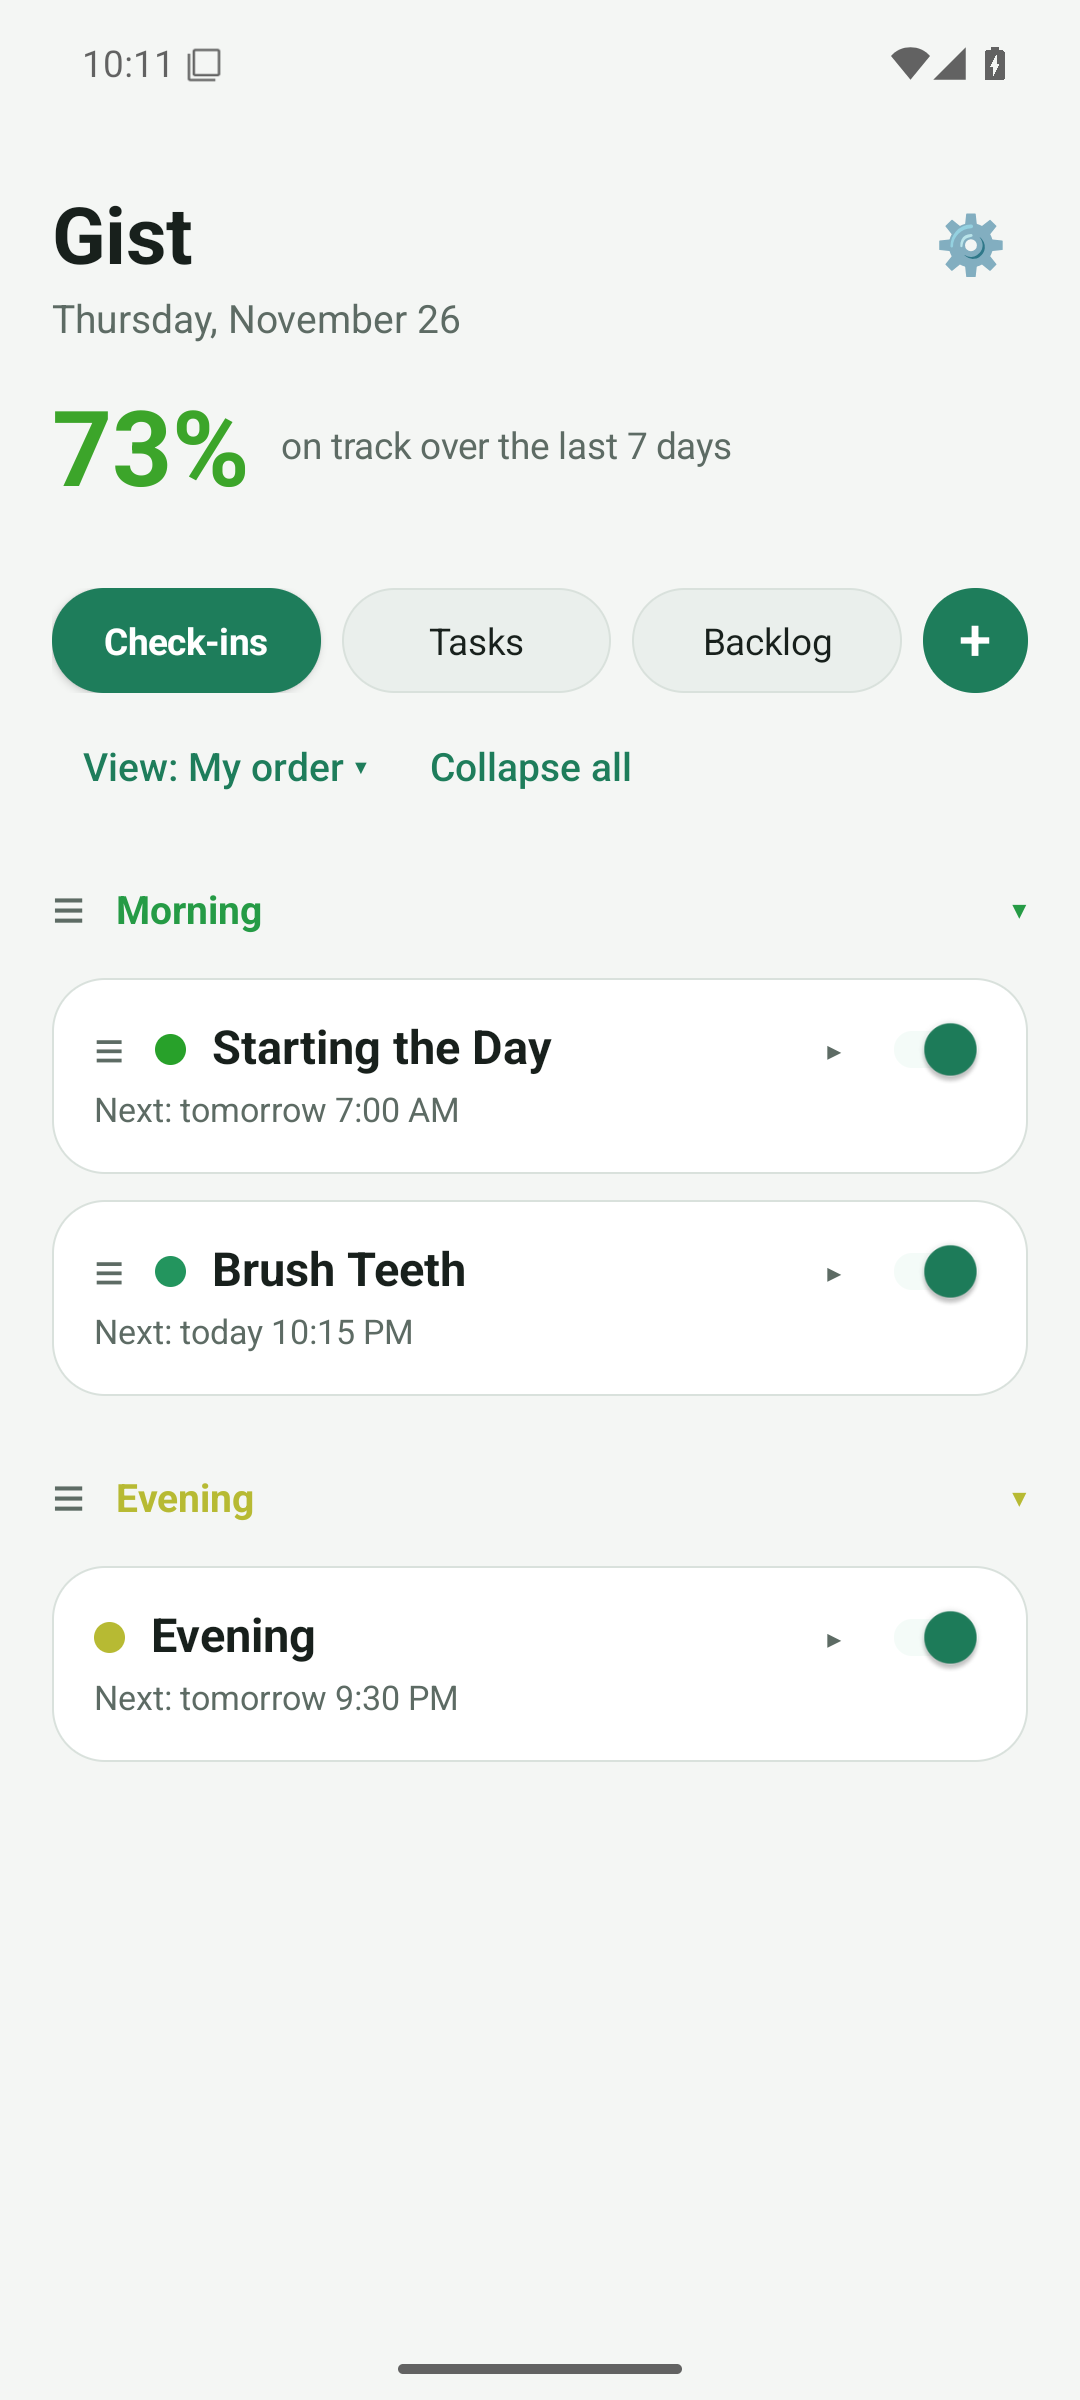 10:11
Gist
Thursday, November 26
73% on track over the last 7 days
Check-ins Tasks Backlog +
View: My order ▾ Collapse all
Morning
Starting the Day
Next: tomorrow 7:00 AM
Brush Teeth
Next: today 10:15 PM
Evening
Evening
Next: tomorrow 9:30 PM